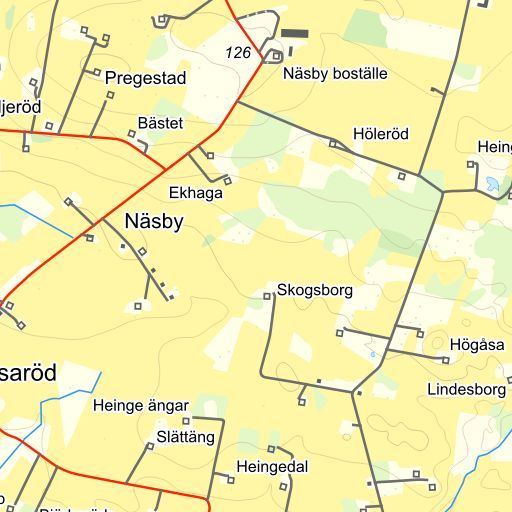 126
Näsby boställe
Pregestad
Bästet
Höleröd
Ekhaga
Näsby
Skogsborg
Högåsa
Lindesborg
Heinge ängar
Slättäng
Heingedal